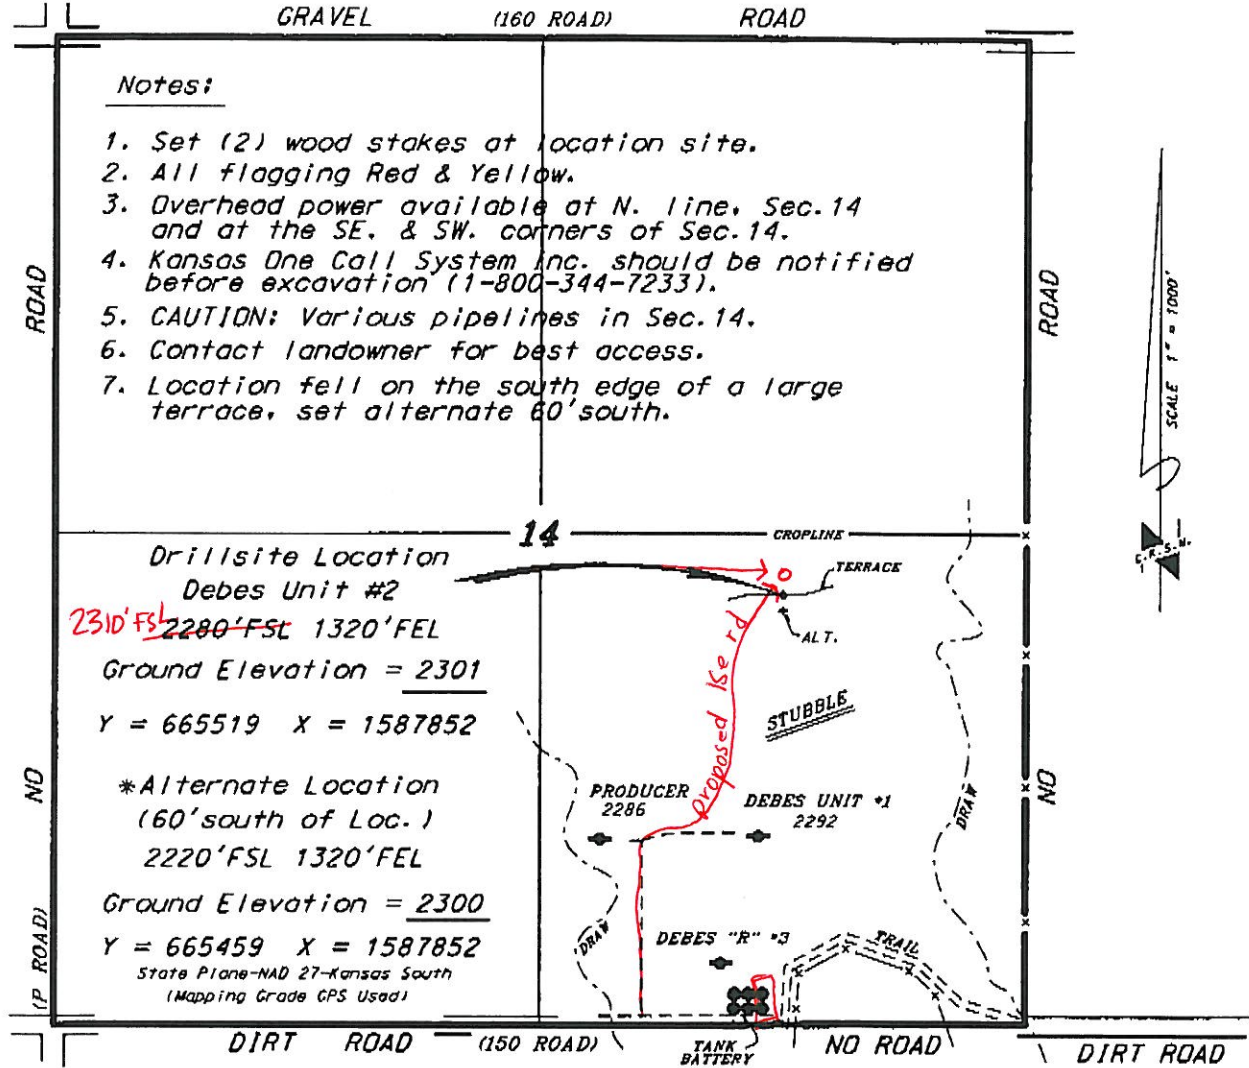 GRAVEL (160 ROAD) ROAD
Notes:
1. Set (2) wood stakes at location site.
2. All flagging Red & Yellow.
3. Overhead power available at N. line, Sec. 14
and at the SE. & SW. corners of Sec. 14.
4. Kansas One Call System Inc. should be notified
before excavation (1-800-344-7233).
5. CAUTION: Various pipelines in Sec. 14.
6. Contact landowner for best access.
7. Location fell on the south edge of a large
terrace, set alternate 60'south.
ROAD
ROAD
SCALE 1" = 1000'
C.K.S.N.
14
CROPLINE
Drillsite Location
Debes Unit #2
2310'FSL 2280'FSL 1320'FEL
Ground Elevation = 2301
Y = 665519 X = 1587852
TERRACE
ALT.
proposed lse rd
STUBBLE
*Alternate Location
(60'south of Loc.)
2220'FSL 1320'FEL
Ground Elevation = 2300
Y = 665459 X = 1587852
State Plane-NAD 27-Kansas South
(Mapping Grade GPS Used)
PRODUCER
2286
DEBES UNIT #1
2292
DRAW
DRAW
NO
NO
(P ROAD)
DEBES "R" #3
TRAIL
DIRT ROAD (150 ROAD)
TANK
BATTERY
NO ROAD
DIRT ROAD